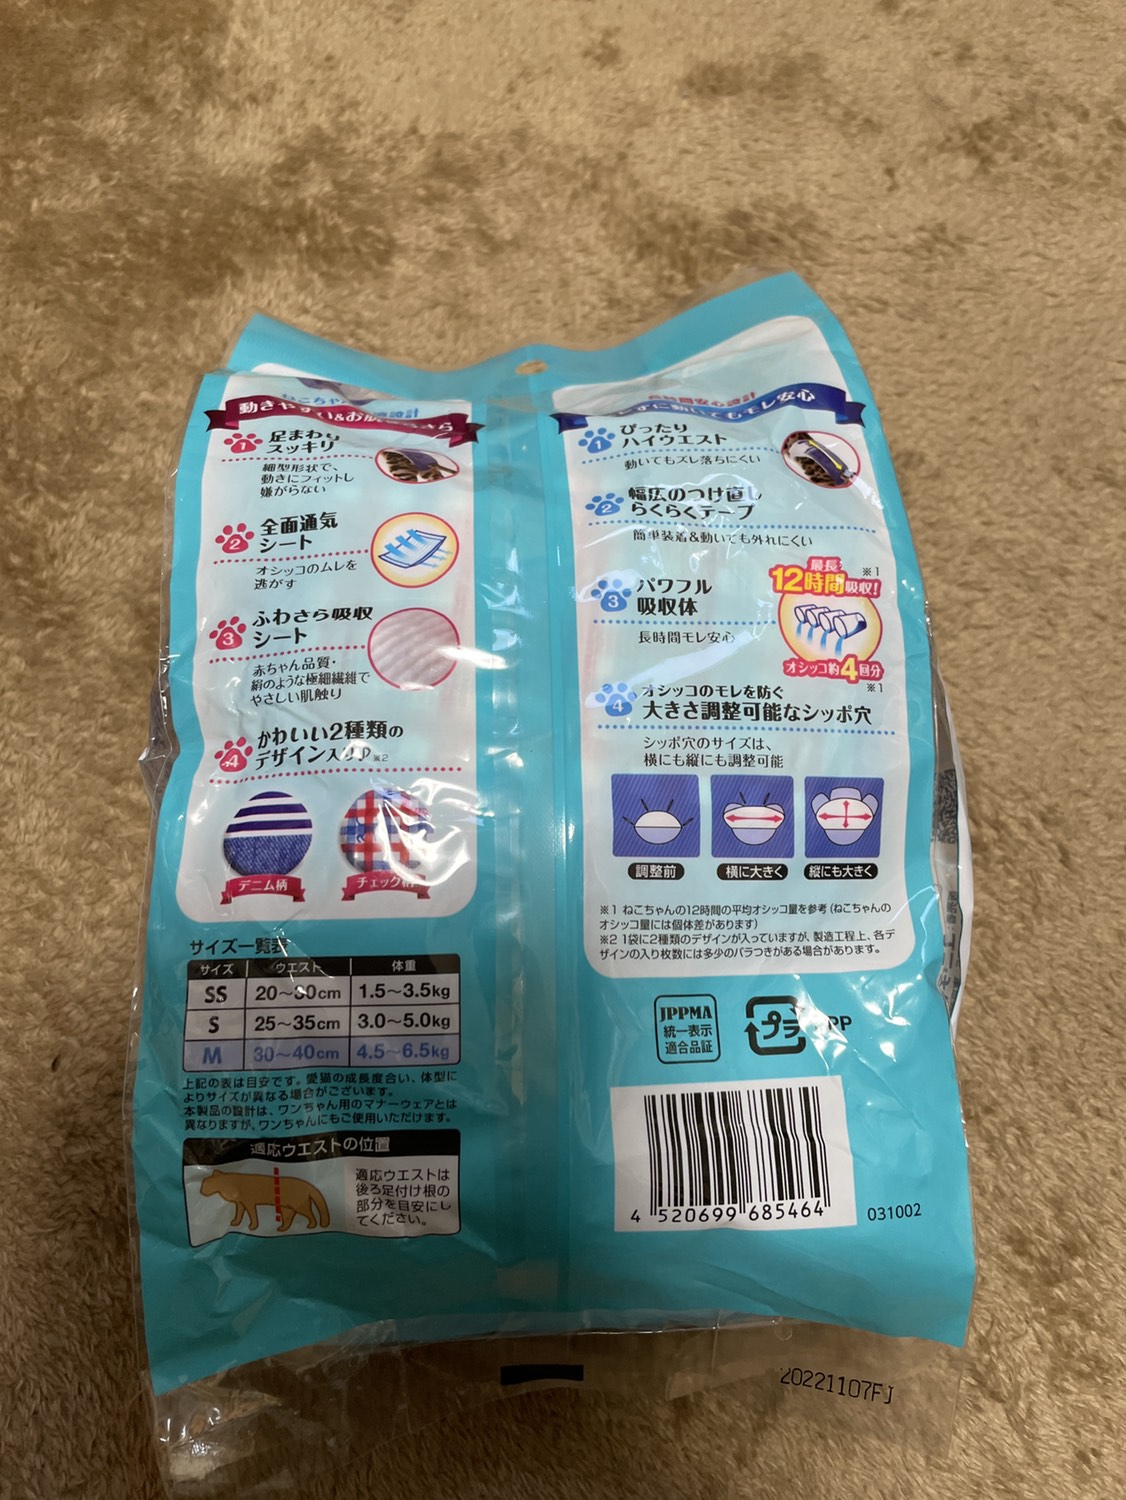 ねこちゃ
動きやすい&お
足まわり
スッキリ
1
細型形状で、
動きにフィットし
嫌がらない
2
全面通気
シート
オシッコのムレを
逃がす
3
ふわさら吸収
シート
赤ちゃん品質・
絹のような極細繊維で
やさしい肌触り
4
かわいい2種類の
デザイン入り♪※2
デニム柄
チェック柄
サイズ一覧表
サイズ ウエスト 体重
SS 20〜30cm 1.5〜3.5kg
S 25〜35cm 3.0〜5.0kg
M 30〜40cm 4.5〜6.5kg
上記の表は目安です。愛猫の成長度合い、体型に
よりサイズが異なる場合がございます。
本製品の設計は、ワンちゃん用のマナーウェアとは
異なりますが、ワンちゃんにもご使用いただけます。
適応ウエストの位置
適応ウエストは
後ろ足付け根の
部分を目安にし
てください。
長時間安心設計
ずに動いてもモレ安心
1
ぴったり
ハイウエスト
動いてもズレ落ちにくい
2
幅広のつけ直し
らくらくテープ
簡単装着&動いても外れにくい
3
パワフル
吸収体
長時間モレ安心
最長 ※1
12時間吸収!
オシッコ約4回分
※1
4
オシッコのモレを防ぐ
大きさ調整可能なシッポ穴
シッポ穴のサイズは、
横にも縦にも調整可能
調整前 横に大きく 縦にも大きく
※1 ねこちゃんの12時間の平均オシッコ量を参考(ねこちゃんの
オシッコ量には個体差があります)
※2 1袋に2種類のデザインが入っていますが、製造工程上、各デ
ザインの入り枚数には多少のバラつきがある場合があります。
JPPMA
統一表示
適合品証
プラ
PP
4 520699 685464
031002
20221107FJ